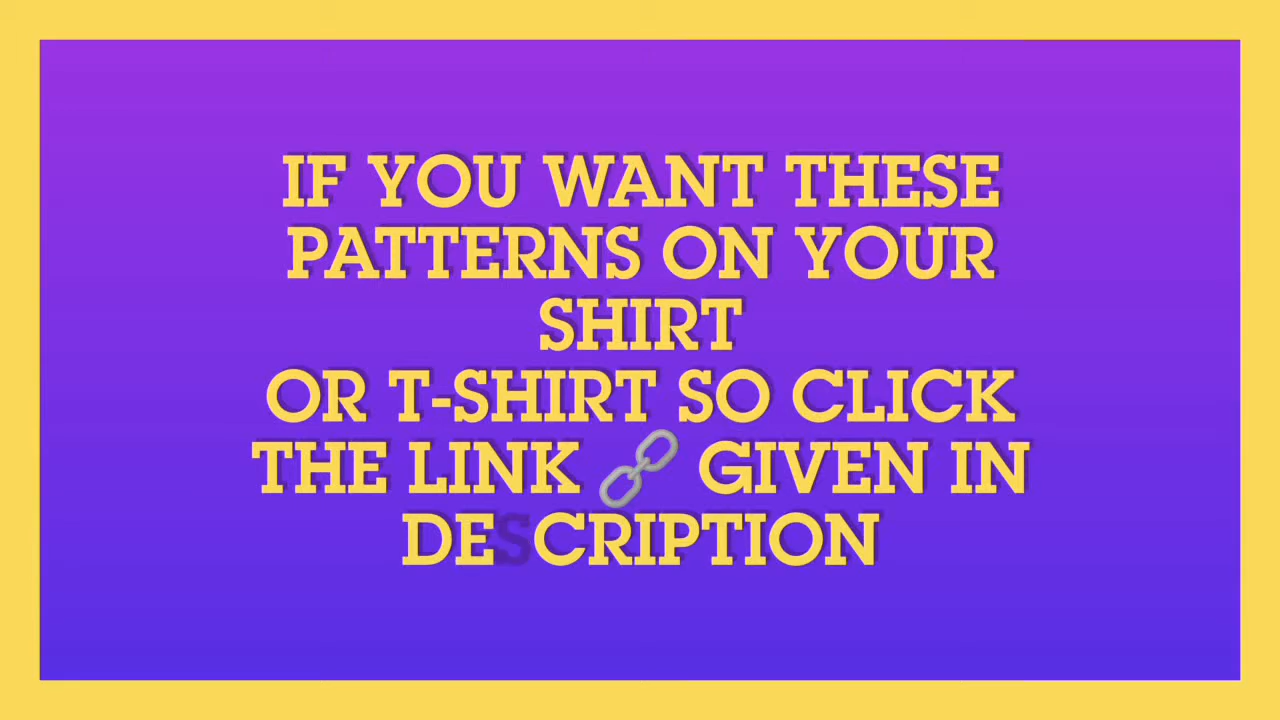 IF YOU WANT THESE
PATTERNS ON YOUR
SHIRT
OR T-SHIRT SO CLICK
THE LINK 🔗 GIVEN IN
DESCRIPTION